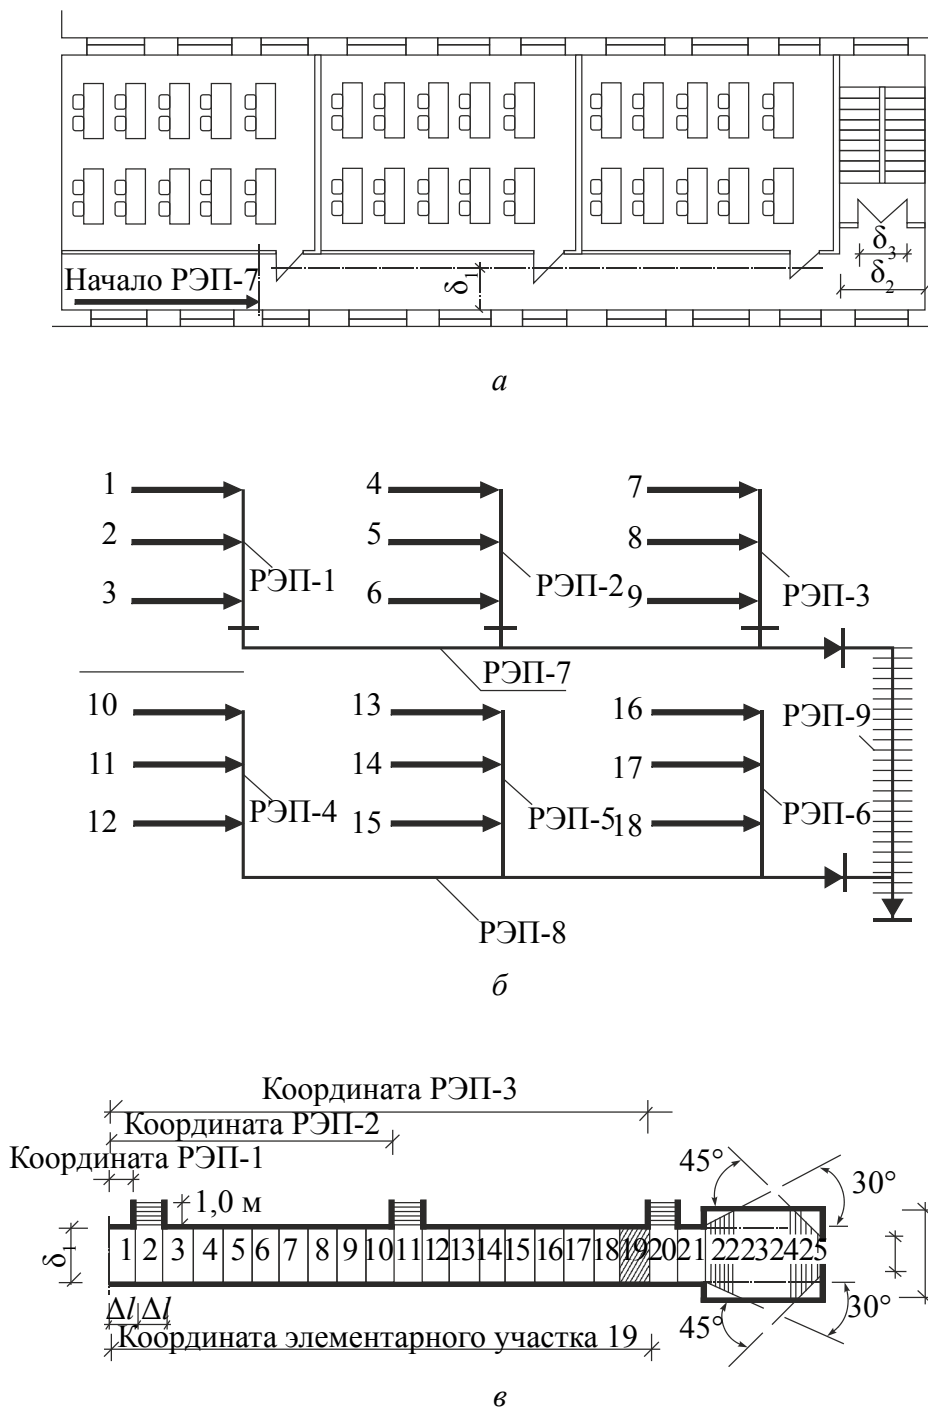 Начало РЭП-7
δ1
δ3
δ2
а
1 4 7
2 5 8
РЭП-1 РЭП-2 РЭП-3
3 6 9
РЭП-7
10 13 16
РЭП-9
11 14 17
РЭП-4 РЭП-5 РЭП-6
12 15 18
РЭП-8
б
Координата РЭП-3
Координата РЭП-2
Координата РЭП-1
45° 30°
1,0 м
δ1
1 2 3 4 5 6 7 8 9 10 11 12 13 14 15 16 17 18 19 20 21 22 23 24 25
Δl Δl
45° 30°
Координата элементарного участка 19
в